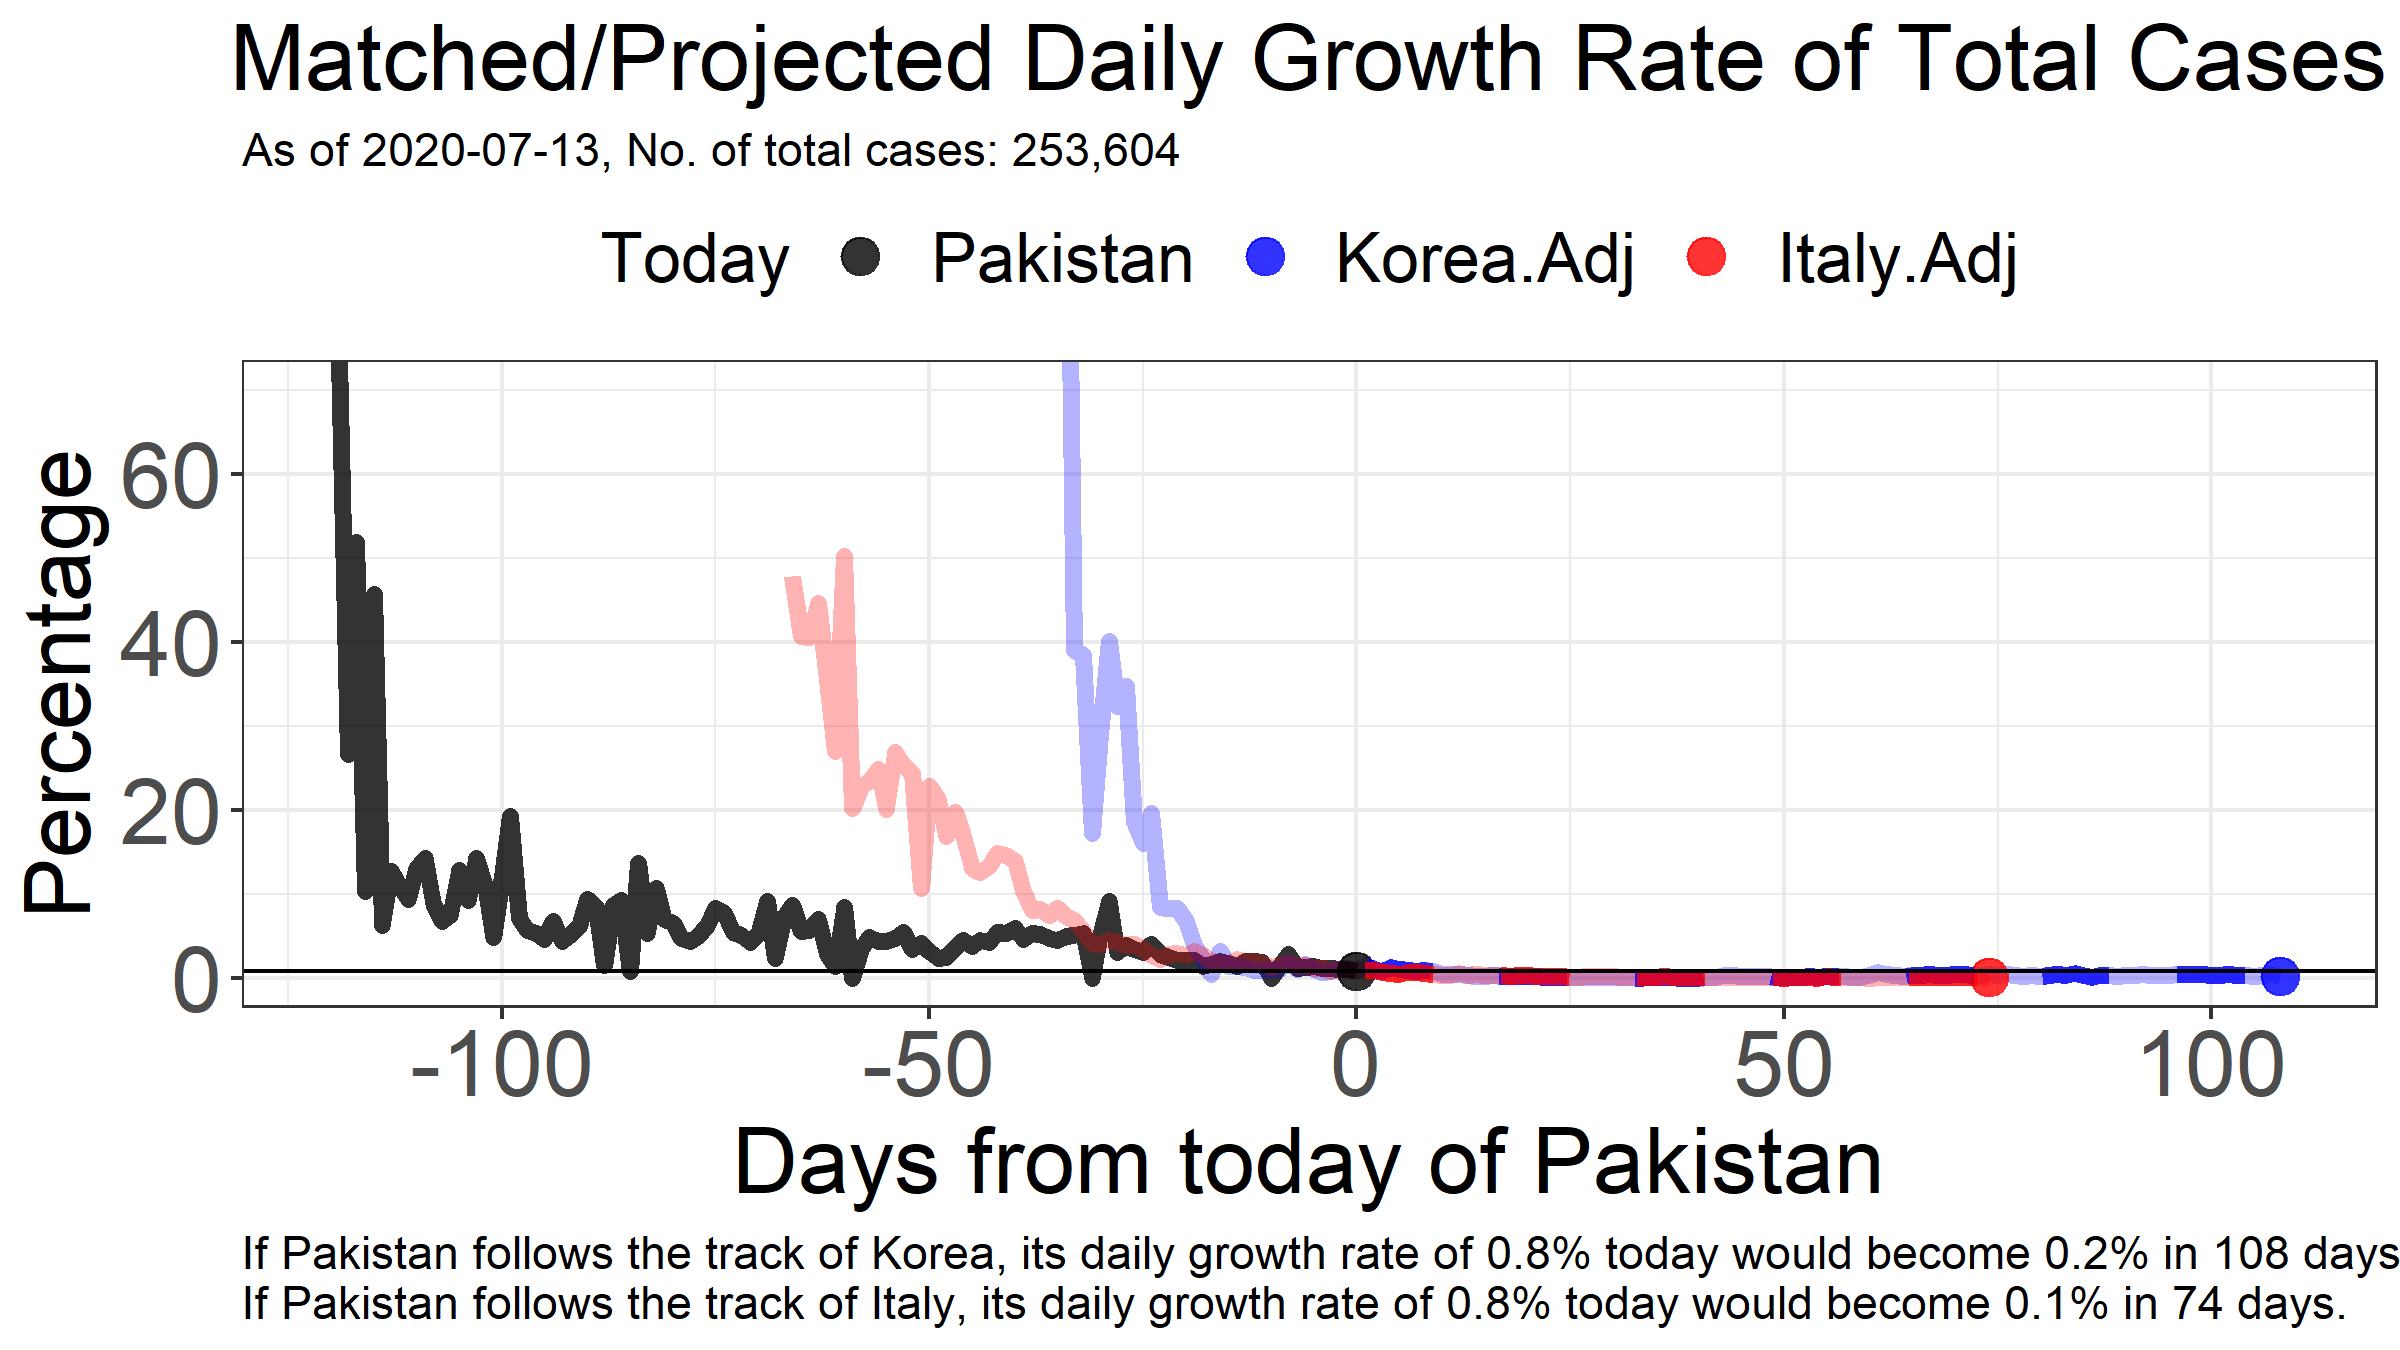 Matched/Projected Daily Growth Rate of Total Cases
As of 2020-07-13, No. of total cases: 253,604
Today Pakistan Korea.Adj Italy.Adj
Percentage
60
40
20
0
-100 -50 0 50 100
Days from today of Pakistan
If Pakistan follows the track of Korea, its daily growth rate of 0.8% today would become 0.2% in 108 days
If Pakistan follows the track of Italy, its daily growth rate of 0.8% today would become 0.1% in 74 days.